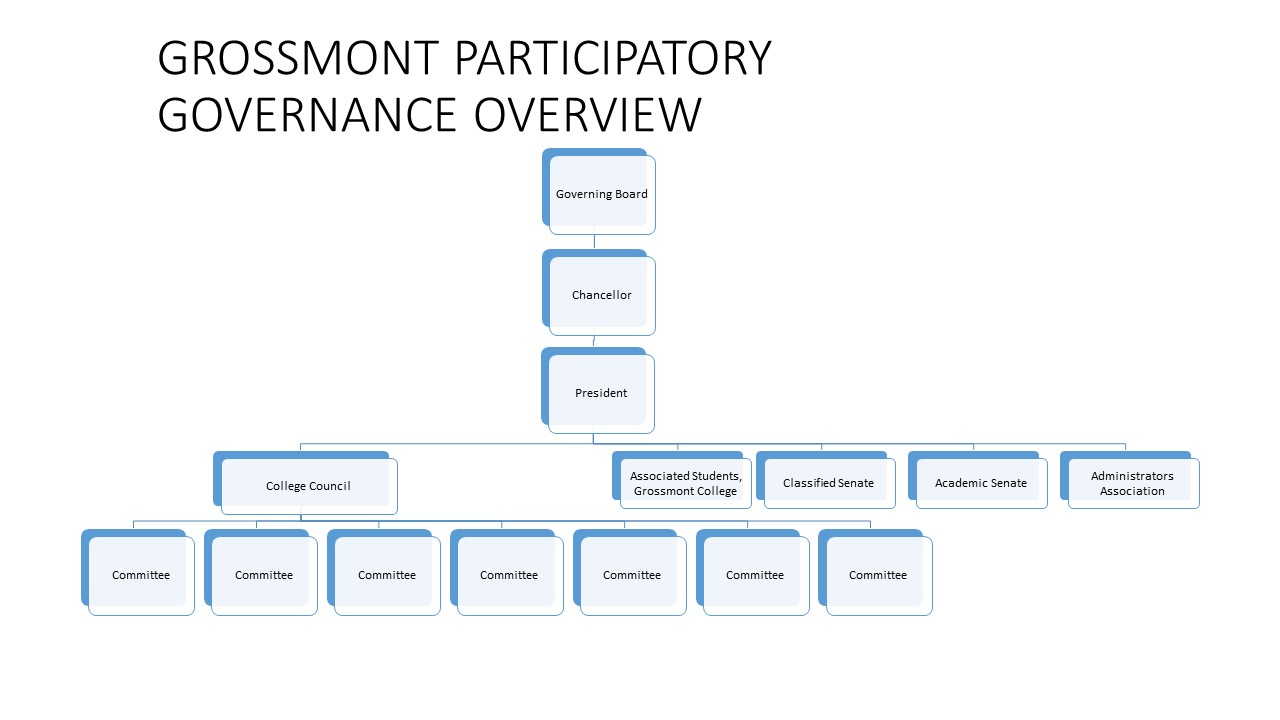 GROSSMONT PARTICIPATORY
GOVERNANCE OVERVIEW
Governing Board
Chancellor
President
College Council
Associated Students,
Grossmont College
Classified Senate
Academic Senate
Administrators
Association
Committee
Committee
Committee
Committee
Committee
Committee
Committee